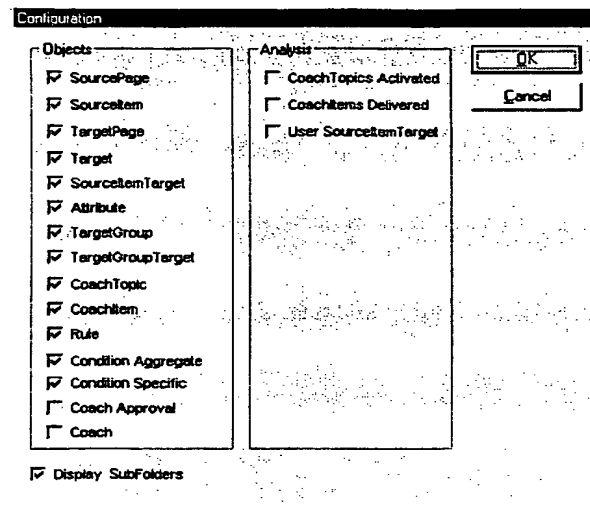 Configuration
Objects
SourcePage
SourceItem
TargetPage
Target
SourceItemTarget
Attribute
TargetGroup
TargetGroupTarget
CoachTopic
CoachItem
Rule
Condition Aggregate
Condition Specific
Coach Approval
Coach
Display SubFolders
Analysis
CoachTopics Activated
CoachItems Delivered
User SourceItemTarget
OK
Cancel